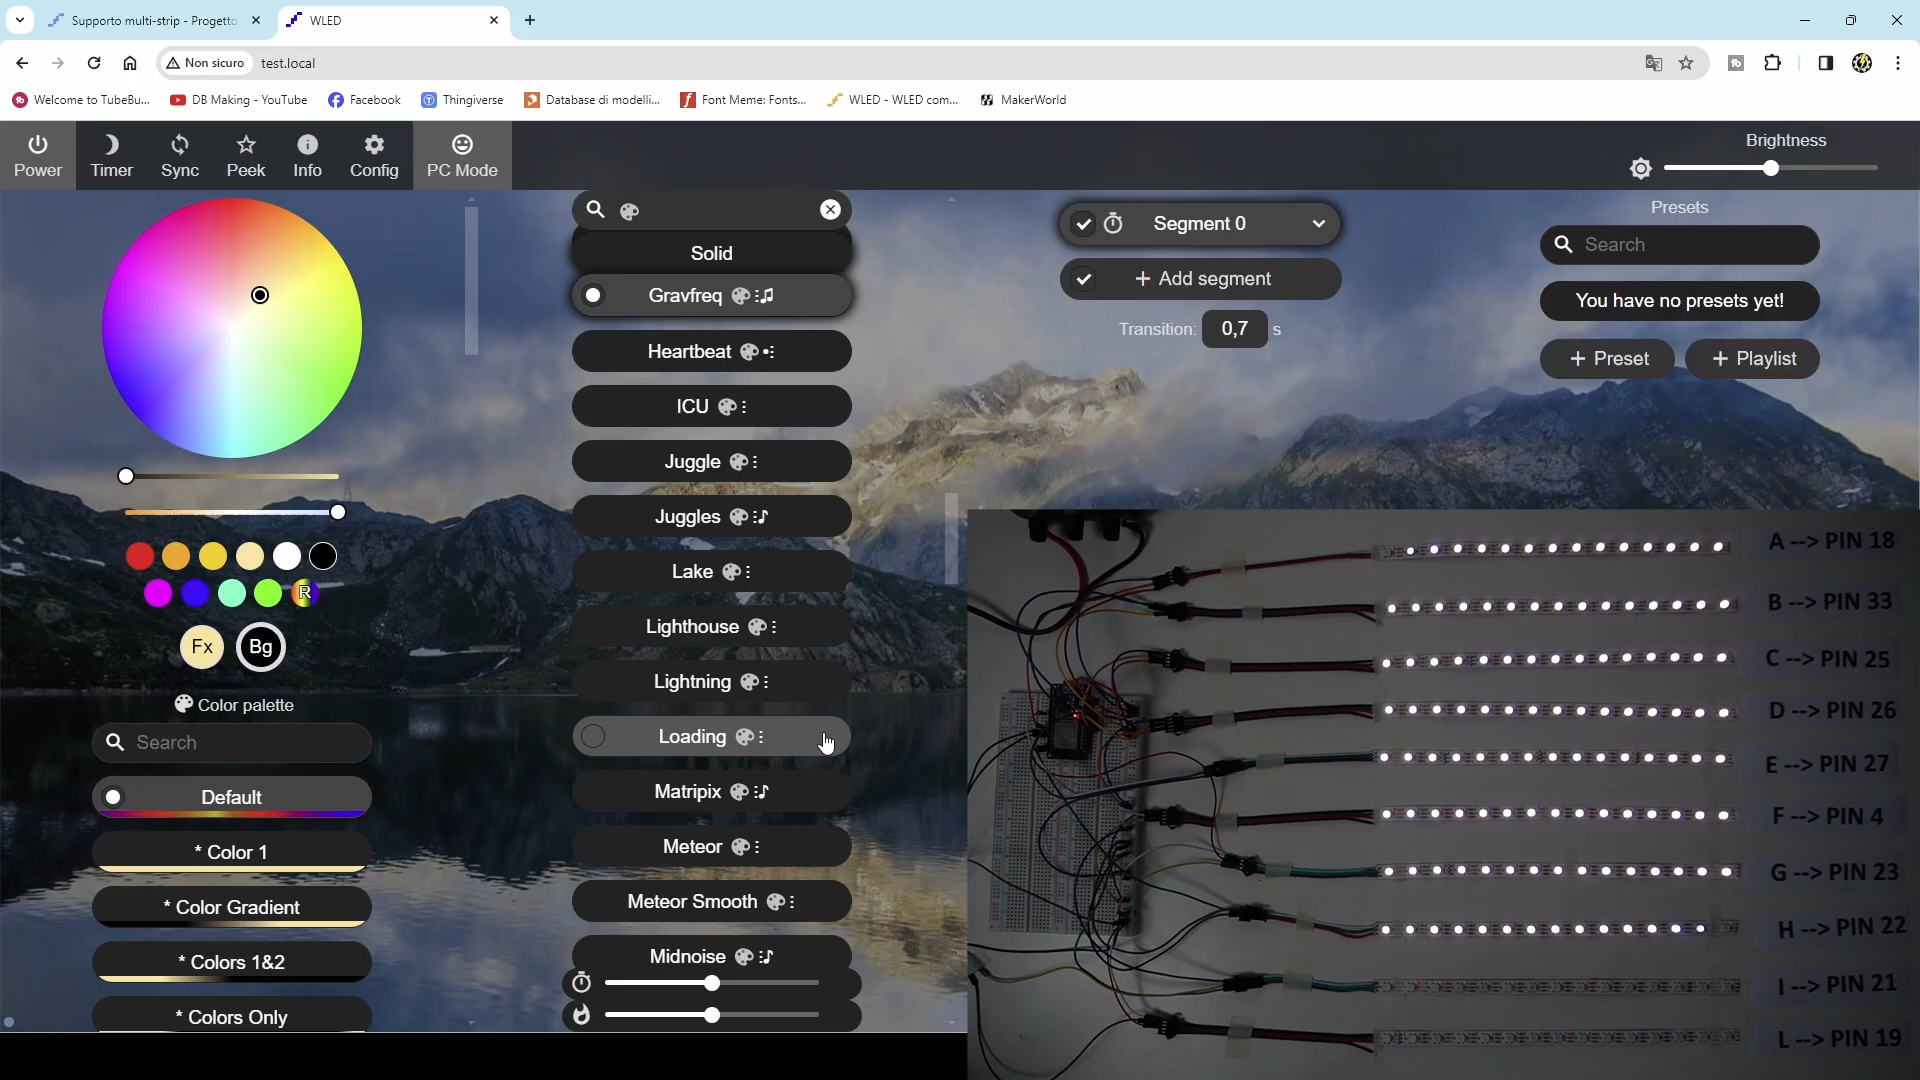 Supporto multi-strip - Progetto
WLED
Non sicuro
test.local
Welcome to TubeBu...
DB Making - YouTube
Facebook
Thingiverse
Database di modelli...
Font Meme: Fonts...
WLED - WLED com...
MakerWorld
Power
Timer
Sync
Peek
Info
Config
PC Mode
Brightness
R
Fx
Bg
Color palette
Search
Default
* Color 1
* Color Gradient
* Colors 1&2
* Colors Only
Solid
Gravfreq
Heartbeat
ICU
Juggle
Juggles
Lake
Lighthouse
Lightning
Loading
Matripix
Meteor
Meteor Smooth
Midnoise
Segment 0
+ Add segment
Transition: 0,7 s
Presets
Search
You have no presets yet!
+ Preset
+ Playlist
A --> PIN 18
B --> PIN 33
C --> PIN 25
D --> PIN 26
E --> PIN 27
F --> PIN 4
G --> PIN 23
H --> PIN 22
I --> PIN 21
L --> PIN 19